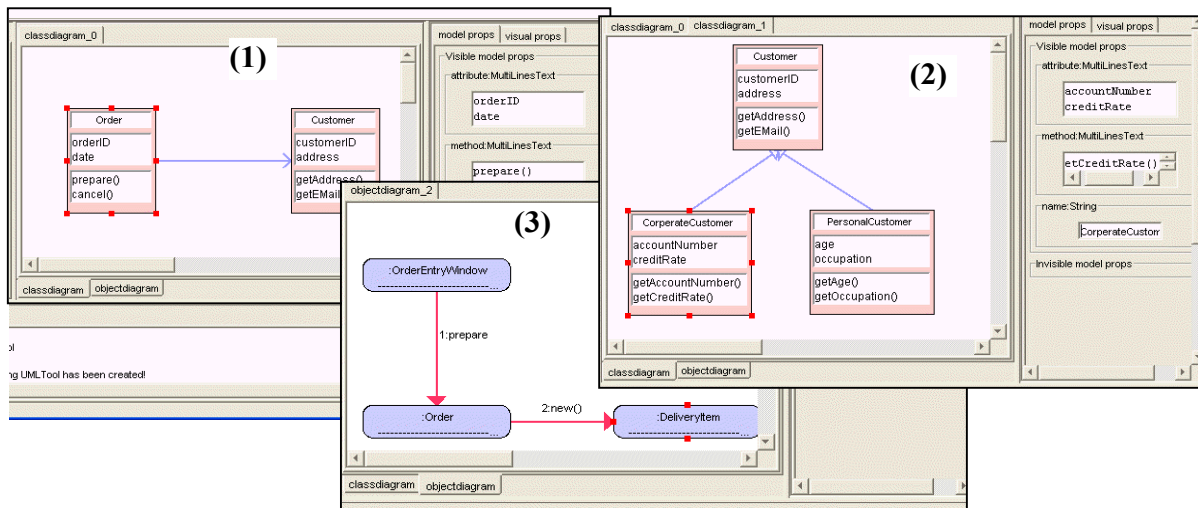 classdiagram_0
(1)
Order
orderID
date
prepare()
cancel()
Customer
customerID
address
getAddress()
getEMail()
classdiagram
objectdiagram
ng UMLTool has been created!
model props
visual props
Visible model props
attribute:MultiLinesText
orderID
date
method:MultiLinesText
prepare()
classdiagram_0
classdiagram_1
(2)
Customer
customerID
address
getAddress()
getEMail()
CorperateCustomer
accountNumber
creditRate
getAccountNumber()
getCreditRate()
PersonalCustomer
age
occupation
getAge()
getOccupation()
classdiagram
objectdiagram
model props
visual props
Visible model props
attribute:MultiLinesText
accountNumber
creditRate
method:MultiLinesText
etCreditRate()
name:String
CorperateCustom
Invisible model props
objectdiagram_2
(3)
:OrderEntryWindow
1:prepare
:Order
2:new()
:DeliveryItem
classdiagram
objectdiagram